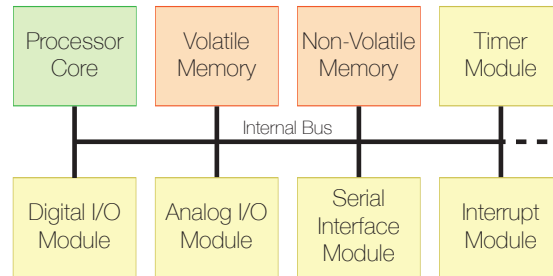 Processor
Core
Volatile
Memory
Non-Volatile
Memory
Timer
Module
Internal Bus
Digital I/O
Module
Analog I/O
Module
Serial
Interface
Module
Interrupt
Module